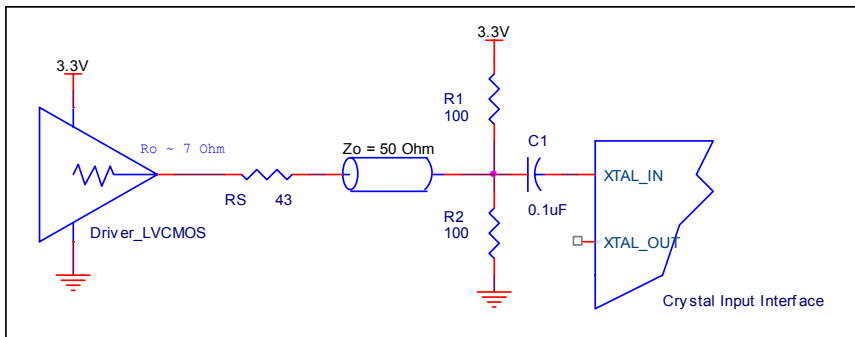 3.3V
3.3V
R1
100
Ro ~ 7 Ohm
Zo = 50 Ohm
C1
XTAL_IN
RS 43
0.1uF
R2
100
Driver_LVCMOS
XTAL_OUT
Crystal Input Interface